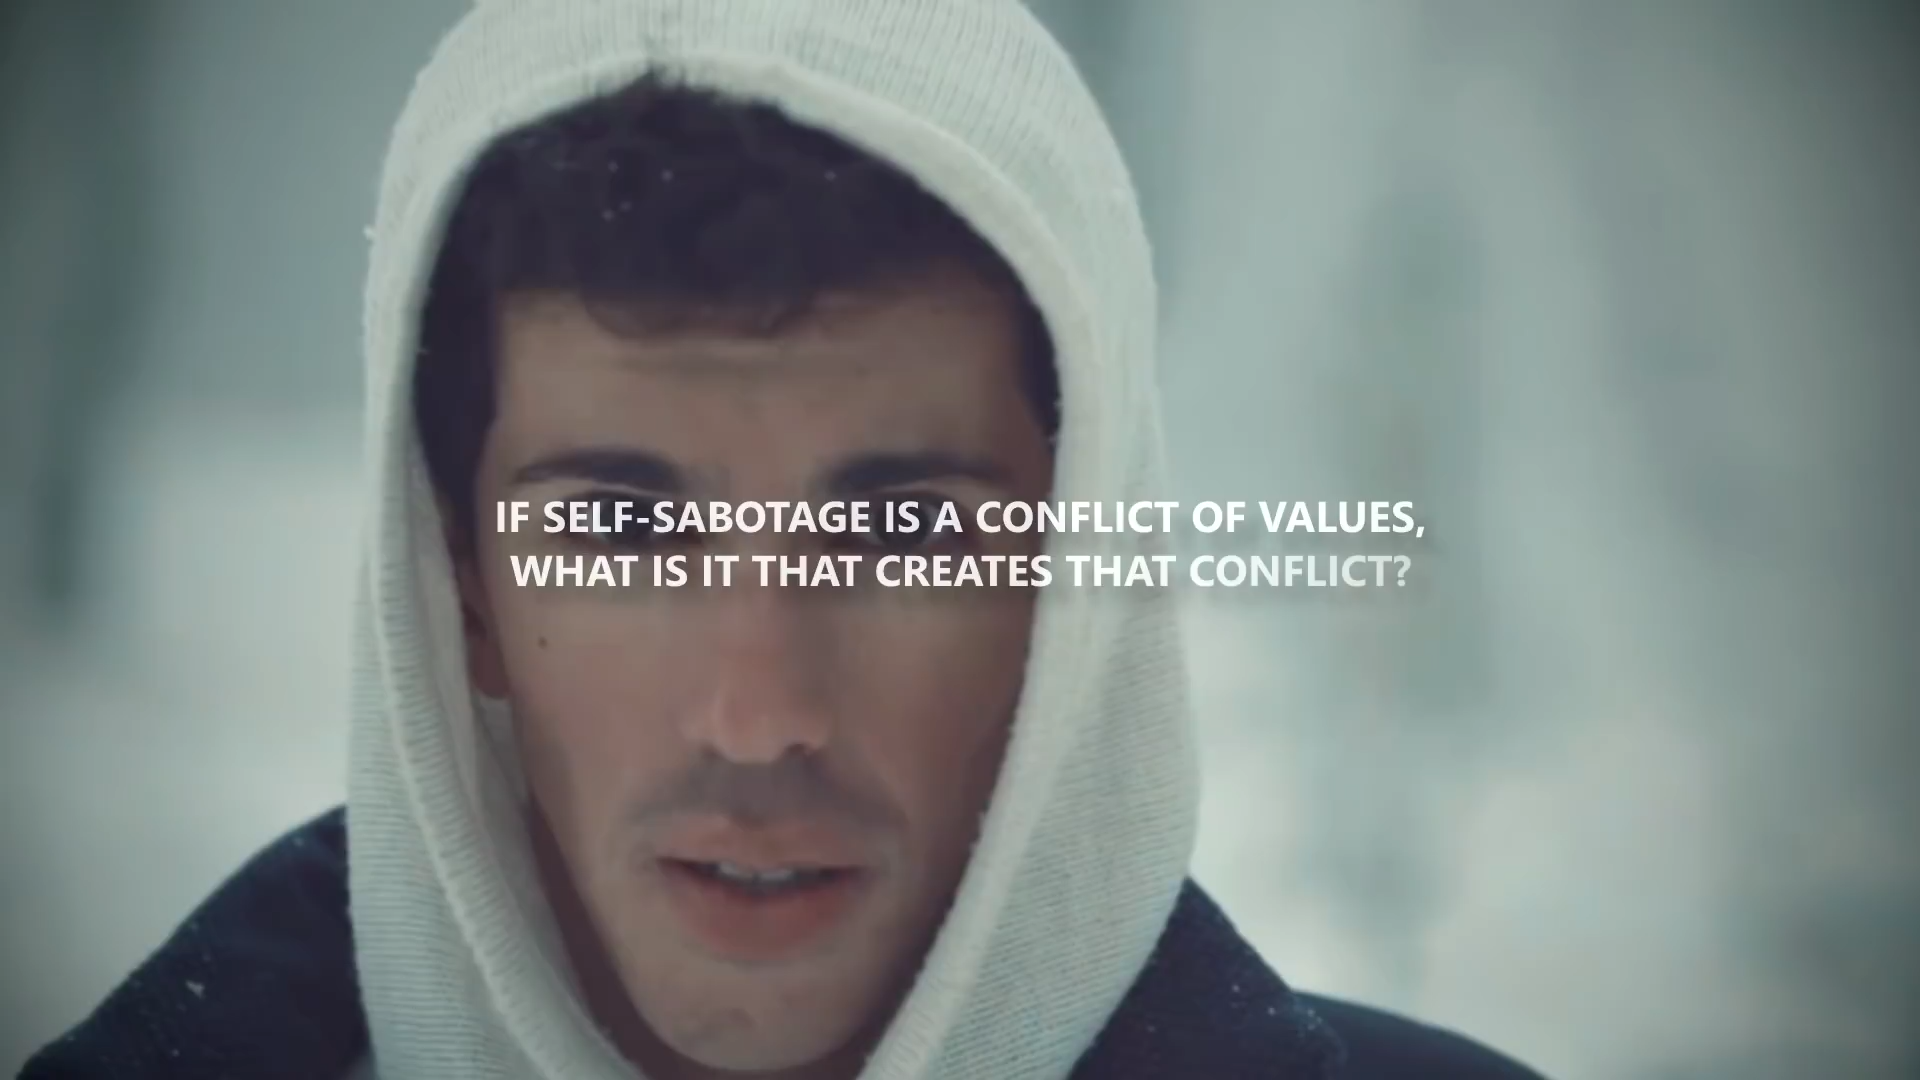 IF SELF-SABOTAGE IS A CONFLICT OF VALUES,
WHAT IS IT THAT CREATES THAT CONFLICT?